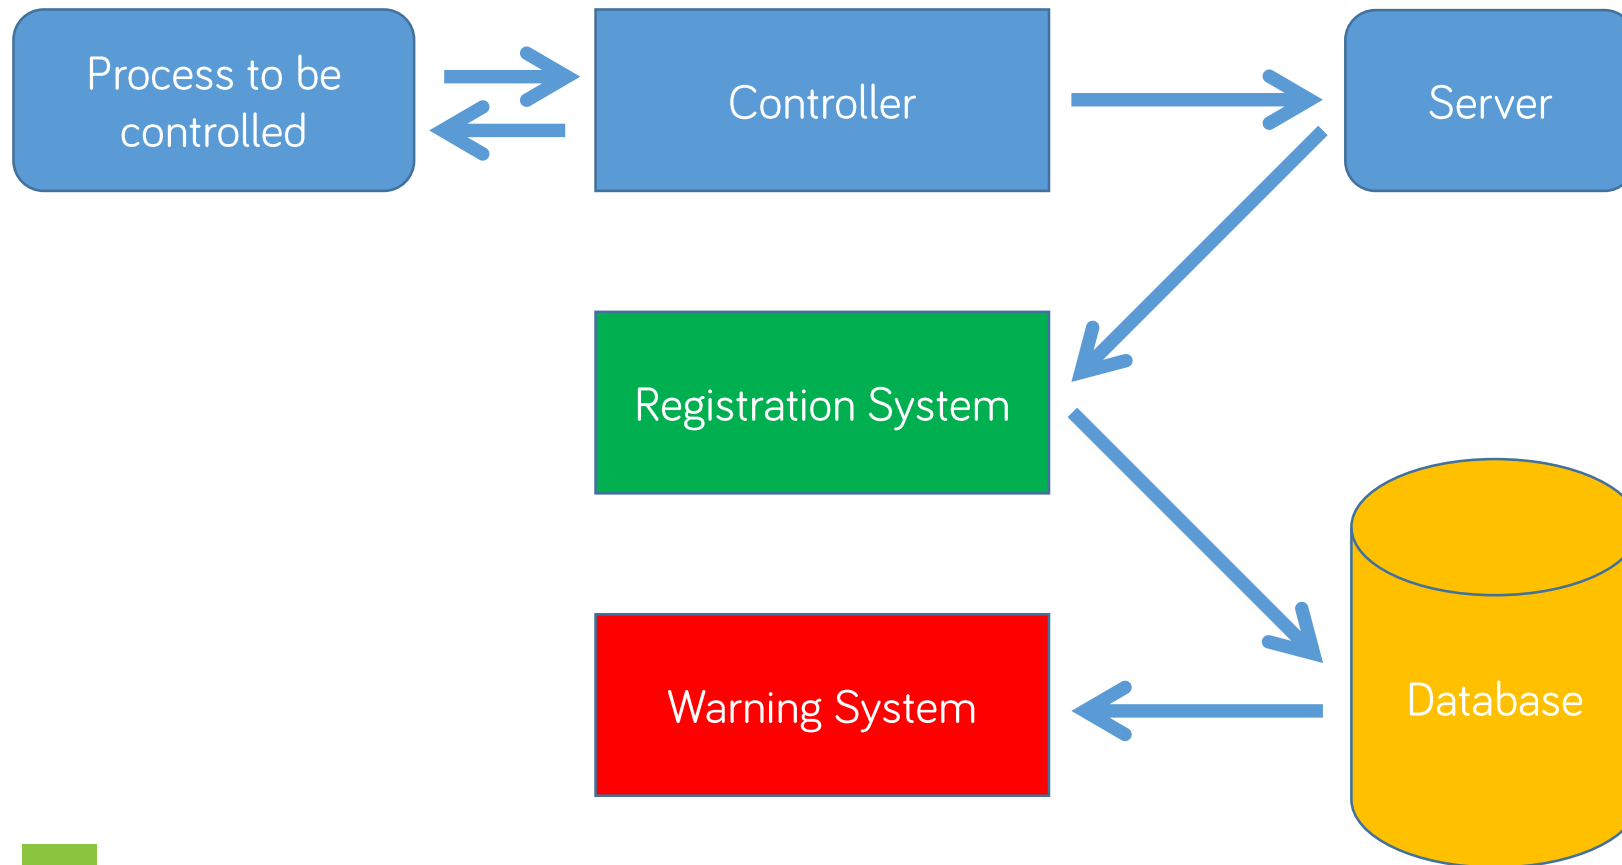 Process to be
controlled
Controller
Server
Registration System
Warning System
Database